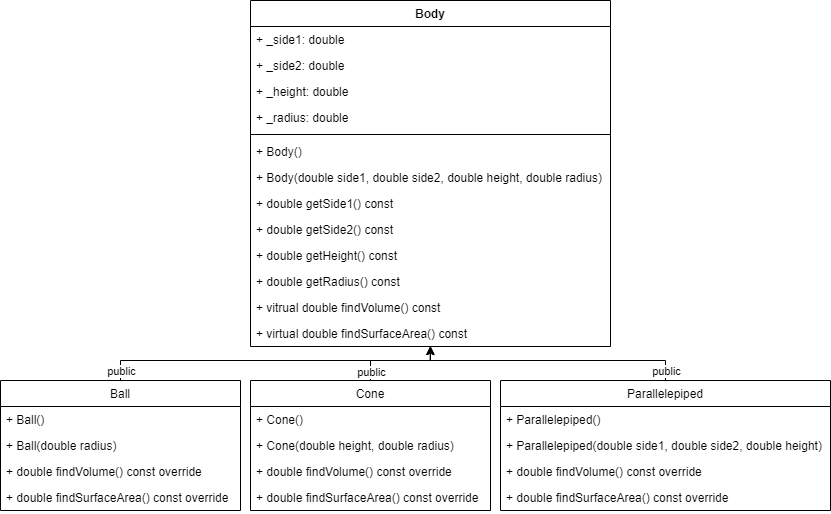 Body
+ _side1: double
+ _side2: double
+ _height: double
+ _radius: double
+ Body()
+ Body(double side1, double side2, double height, double radius)
+ double getSide1() const
+ double getSide2() const
+ double getHeight() const
+ double getRadius() const
+ vitrual double findVolume() const
+ virtual double findSurfaceArea() const
public
public
public
Ball
+ Ball()
+ Ball(double radius)
+ double findVolume() const override
+ double findSurfaceArea() const override
Cone
+ Cone()
+ Cone(double height, double radius)
+ double findVolume() const override
+ double findSurfaceArea() const override
Parallelepiped
+ Parallelepiped()
+ Parallelepiped(double side1, double side2, double height)
+ double findVolume() const override
+ double findSurfaceArea() const override